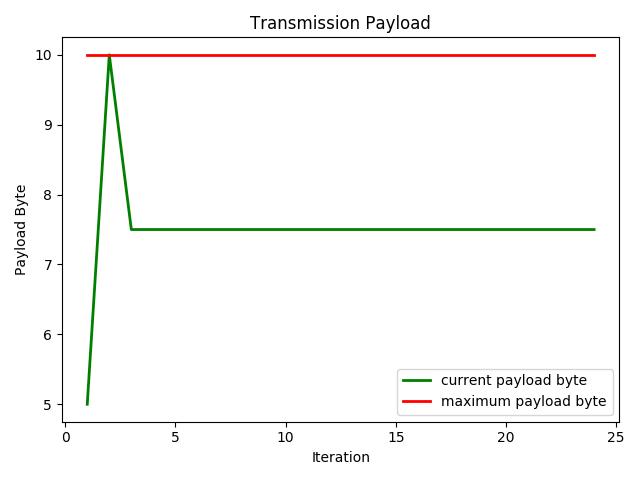 Transmission Payload
10
9
8
7
6
5
Payload Byte
0
5
10
15
20
25
Iteration
current payload byte
maximum payload byte